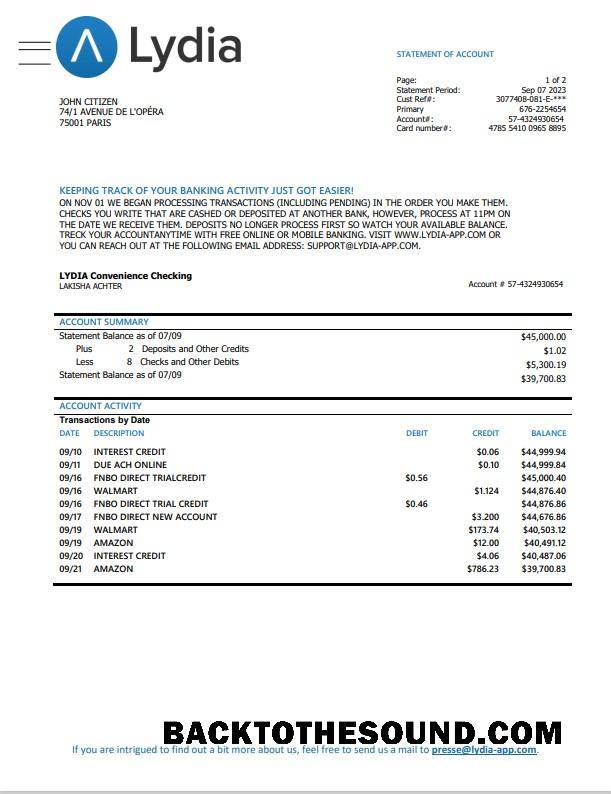 Lydia
STATEMENT OF ACCOUNT
Page: 1 of 2
Statement Period: Sep 07 2023
Cust Ref#: 3077408-081-E-***
Primary 676-2254654
Account#: 57-4324930654
Card number#: 4785 5410 0965 8895
JOHN CITIZEN
74/1 AVENUE DE L'OPÉRA
75001 PARIS
KEEPING TRACK OF YOUR BANKING ACTIVITY JUST GOT EASIER!
ON NOV 01 WE BEGAN PROCESSING TRANSACTIONS (INCLUDING PENDING) IN THE ORDER YOU MAKE THEM.
CHECKS YOU WRITE THAT ARE CASHED OR DEPOSITED AT ANOTHER BANK, HOWEVER, PROCESS AT 11PM ON
THE DATE WE RECEIVE THEM. DEPOSITS NO LONGER PROCESS FIRST SO WATCH YOUR AVAILABLE BALANCE.
TRECK YOUR ACCOUNTANYTIME WITH FREE ONLINE OR MOBILE BANKING. VISIT WWW.LYDIA-APP.COM OR
YOU CAN REACH OUT AT THE FOLLOWING EMAIL ADDRESS: SUPPORT@LYDIA-APP.COM.
LYDIA Convenience Checking
LAKISHA ACHTER Account # 57-4324930654
ACCOUNT SUMMARY
Statement Balance as of 07/09 $45,000.00
Plus 2 Deposits and Other Credits $1.02
Less 8 Checks and Other Debits $5,300.19
Statement Balance as of 07/09 $39,700.83
ACCOUNT ACTIVITY
Transactions by Date
DATE DESCRIPTION DEBIT CREDIT BALANCE
09/10 INTEREST CREDIT $0.06 $44,999.94
09/11 DUE ACH ONLINE $0.10 $44,999.84
09/16 FNBO DIRECT TRIALCREDIT $0.56 $45,000.40
09/16 WALMART $1.124 $44,876.40
09/16 FNBO DIRECT TRIAL CREDIT $0.46 $44,876.86
09/17 FNBO DIRECT NEW ACCOUNT $3.200 $44,676.86
09/19 WALMART $173.74 $40,503.12
09/19 AMAZON $12.00 $40,491.12
09/20 INTEREST CREDIT $4.06 $40,487.06
09/21 AMAZON $786.23 $39,700.83
BACKTOTHESOUND.COM
If you are intrigued to find out a bit more about us, feel free to send us a mail to presse@lydia-app.com.